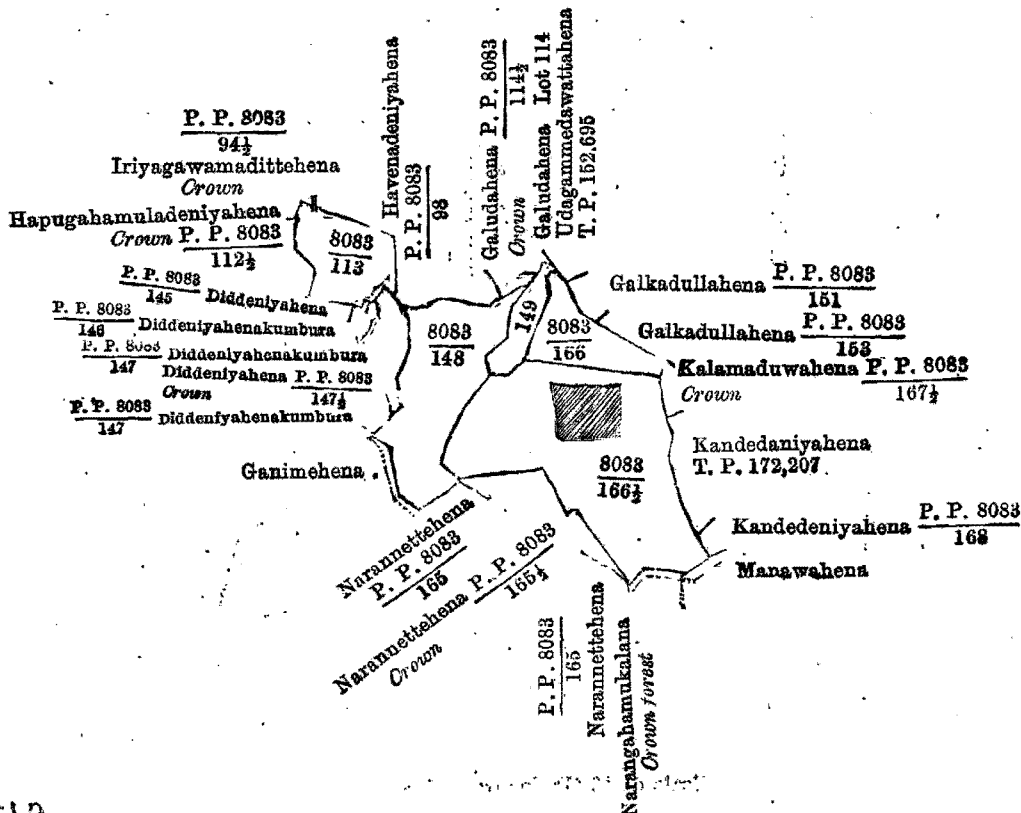 P. P. 8083
94½
Iriyagawamadittehena
Crown
Hapugahamuladeniyahena
Crown P. P. 8083
112½
Havenadeniyahena
P. P. 8083
98
Galudahena P. P. 8083
114½
Crown
Galudahena Lot 114
Udagammedawattahena
T. P. 152,695
8083
113
P. P. 8083
145 Diddeniyahena
P. P. 8083
146 Diddeniyahenakumbura
P. P. 8083
147 Diddeniyahenakumbura
Diddeniyahena P. P. 8083
Crown 147½
P. P. 8083
147 Diddeniyahenakumbura
Ganimehena
8083
148
149
8083
166
Galkadullahena P. P. 8083
151
Galkadullahena P. P. 8083
153
Kalamaduwahena P. P. 8083
Crown 167½
Kandedaniyahena
T. P. 172,207
8083
166½
Kandedeniyahena P. P. 8083
168
Manawahena
Narannettehena
P. P. 8083
165
Narannettehena P. P. 8083
165½
Crown
P. P. 8083
165
Narannettehena
Narangahamukalana
Crown forest